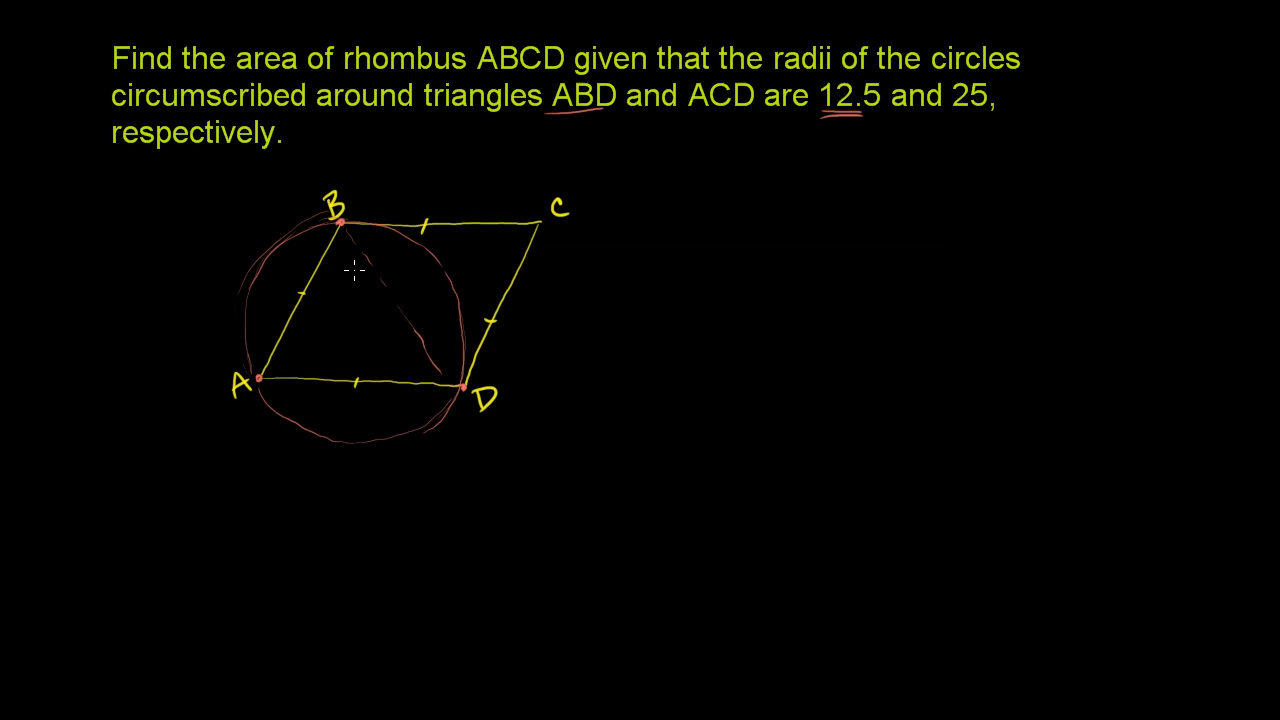 Find the area of rhombus ABCD given that the radii of the circles
circumscribed around triangles ABD and ACD are 12.5 and 25,
respectively.
B
C
A
D